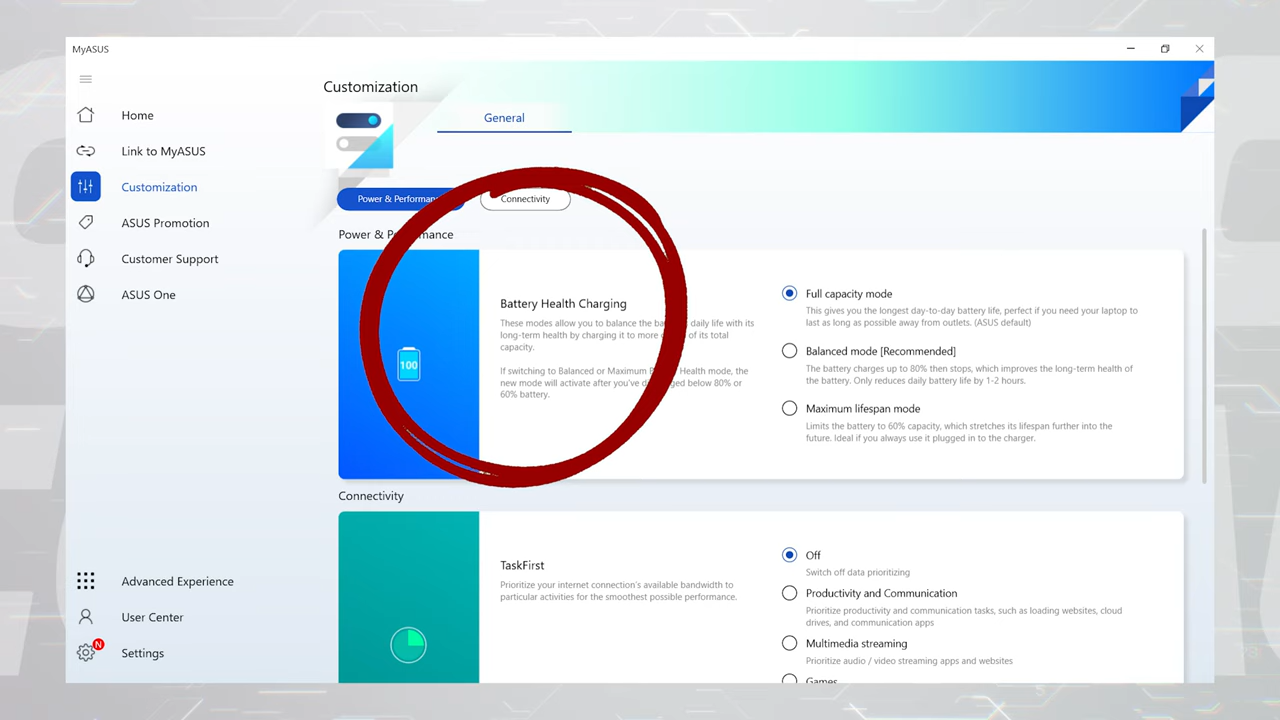 MyASUS
Customization
General
Home
Link to MyASUS
Customization
ASUS Promotion
Customer Support
ASUS One
Advanced Experience
User Center
N
Settings
Power & Performan
Connectivity
Power & P mance
Battery Health Charging
These modes allow you to balance the ba daily life with its
long-term health by charging it to more of its total
capacity.
If switching to Balanced or Maximum B Health mode, the
new mode will activate after you've d ged below 80% or
60% battery.
100
Full capacity mode
This gives you the longest day-to-day battery life, perfect if you need your laptop to
last as long as possible away from outlets. (ASUS default)
Balanced mode [Recommended]
The battery charges up to 80% then stops, which improves the long-term health of
the battery. Only reduces daily battery life by 1-2 hours.
Maximum lifespan mode
Limits the battery to 60% capacity, which stretches its lifespan further into the
future. Ideal if you always use it plugged in to the charger.
Connectivity
TaskFirst
Prioritize your internet connection's available bandwidth to
particular activities for the smoothest possible performance.
Off
Switch off data prioritizing
Productivity and Communication
Prioritize productivity and communication tasks, such as loading websites, cloud
drives, and communication apps
Multimedia streaming
Prioritize audio / video streaming apps and websites
Games